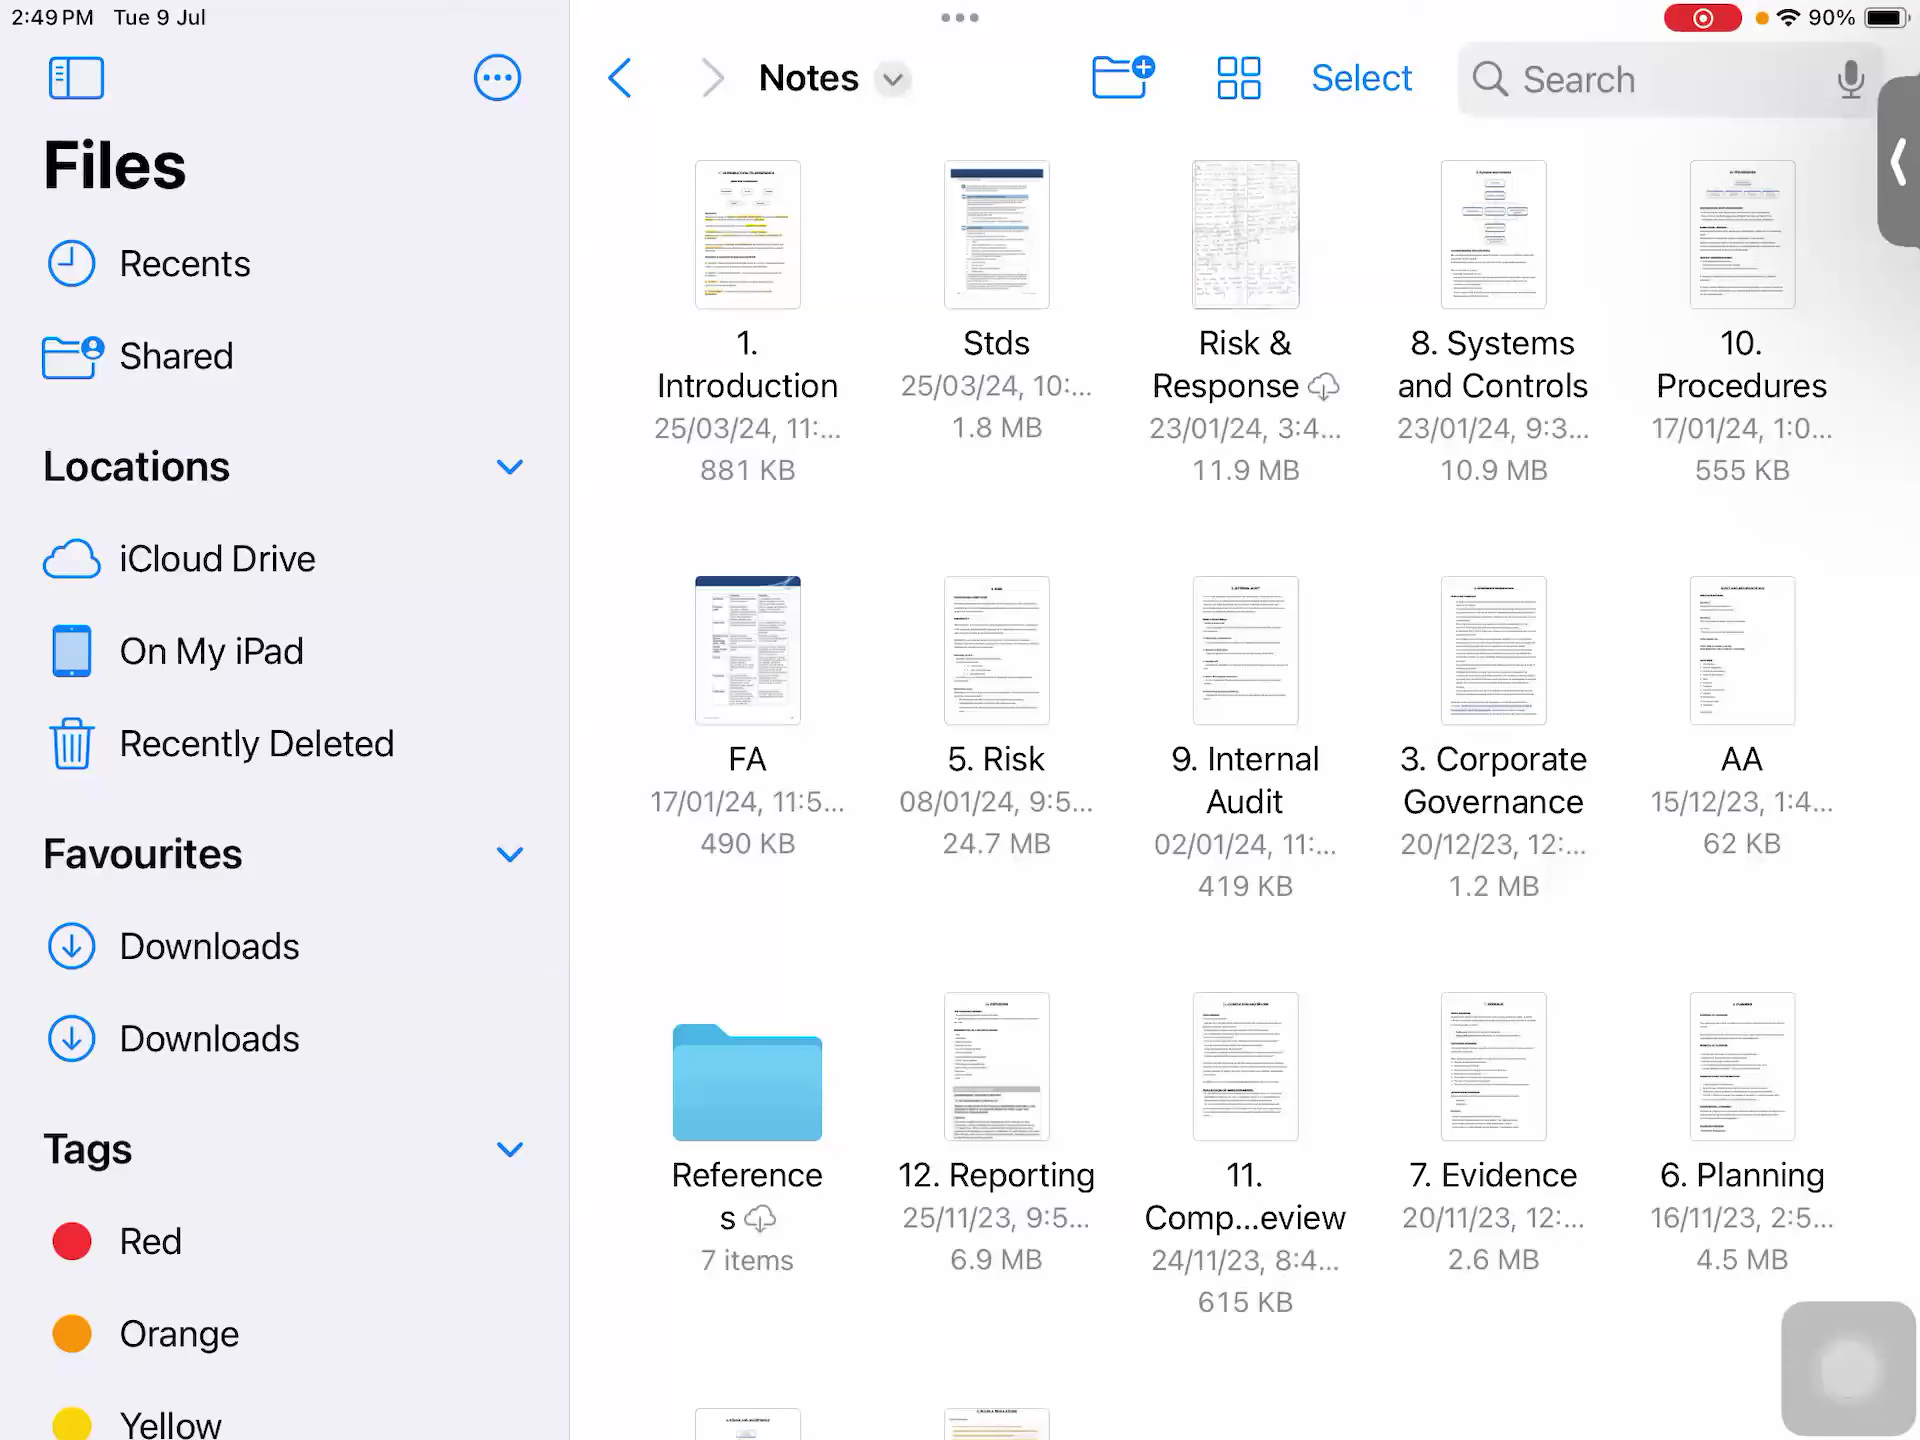 2:49 PM Tue 9 Jul
90%
Files
Recents
Shared
Locations
iCloud Drive
On My iPad
Recently Deleted
Favourites
Downloads
Downloads
Tags
Red
Orange
Yellow
Notes
Select
Search
1.
Introduction
25/03/24, 11:...
881 KB
Stds
25/03/24, 10:...
1.8 MB
Risk &
Response
23/01/24, 3:4...
11.9 MB
8. Systems
and Controls
23/01/24, 9:3...
10.9 MB
10.
Procedures
17/01/24, 1:0...
555 KB
FA
17/01/24, 11:5...
490 KB
5. Risk
08/01/24, 9:5...
24.7 MB
9. Internal
Audit
02/01/24, 11:...
419 KB
3. Corporate
Governance
20/12/23, 12:...
1.2 MB
AA
15/12/23, 1:4...
62 KB
Reference
s
7 items
12. Reporting
25/11/23, 9:5...
6.9 MB
11.
Comp...eview
24/11/23, 8:4...
615 KB
7. Evidence
20/11/23, 12:...
2.6 MB
6. Planning
16/11/23, 2:5...
4.5 MB